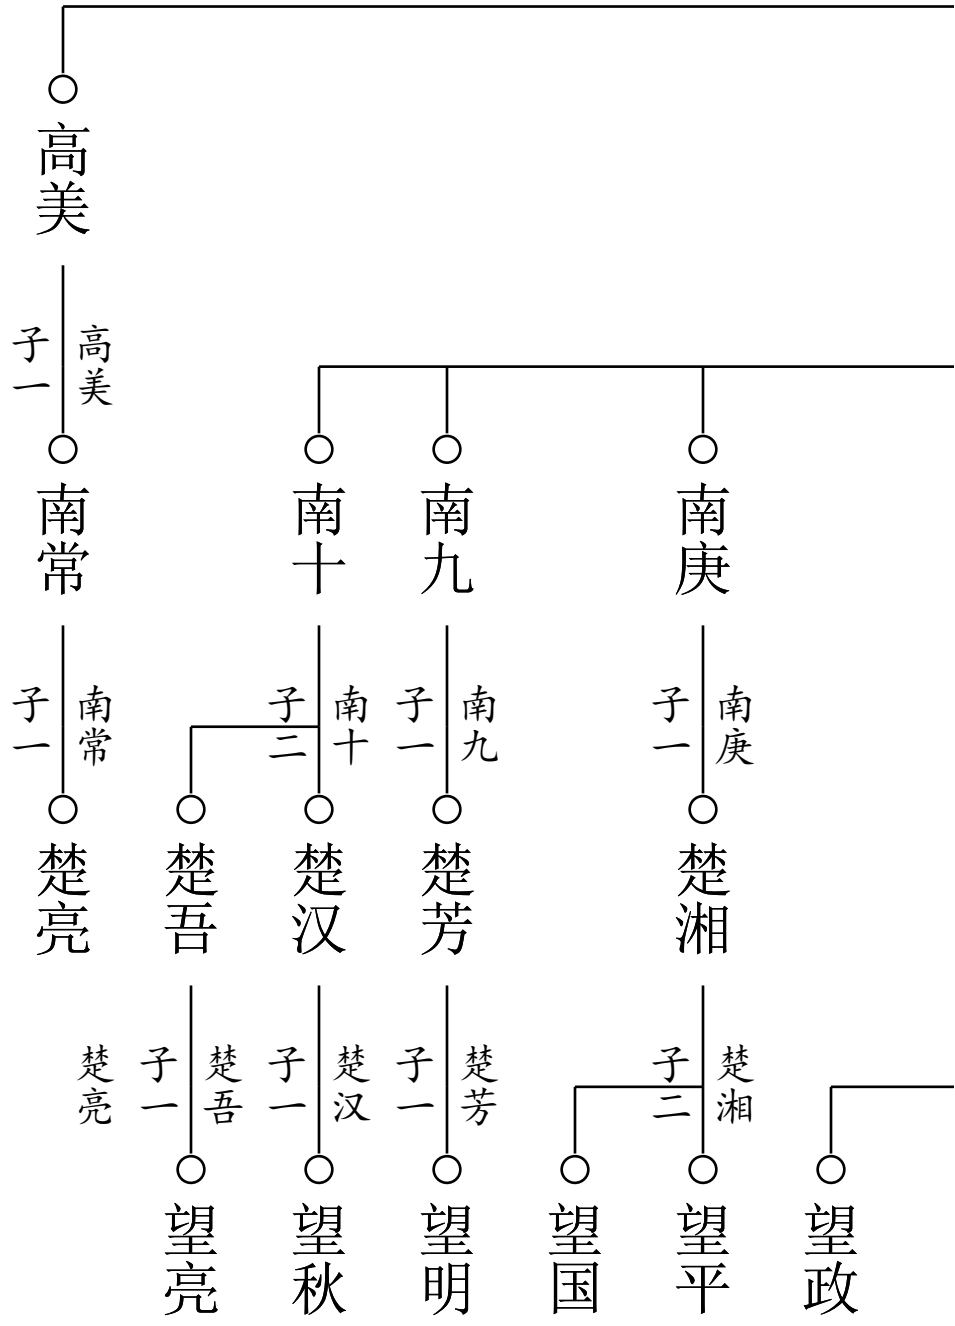 高美
高美
子一
南庚
南九
南十
南常
南庚
子一
南九
子一
南十
子二
南常
子一
楚湘
楚芳
楚汉
楚吾
楚亮
楚湘
子二
楚芳
子一
楚汉
子一
楚吾
子一
楚亮
望政
望平
望国
望明
望秋
望亮